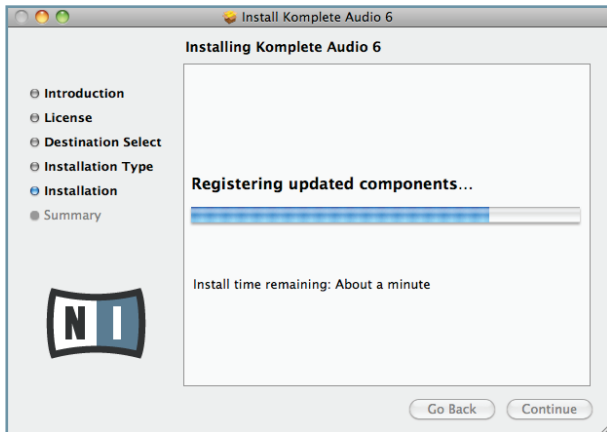 Install Komplete Audio 6
Installing Komplete Audio 6
Introduction
License
Destination Select
Installation Type
Installation
Summary
Registering updated components...
Install time remaining: About a minute
NI
Go Back
Continue